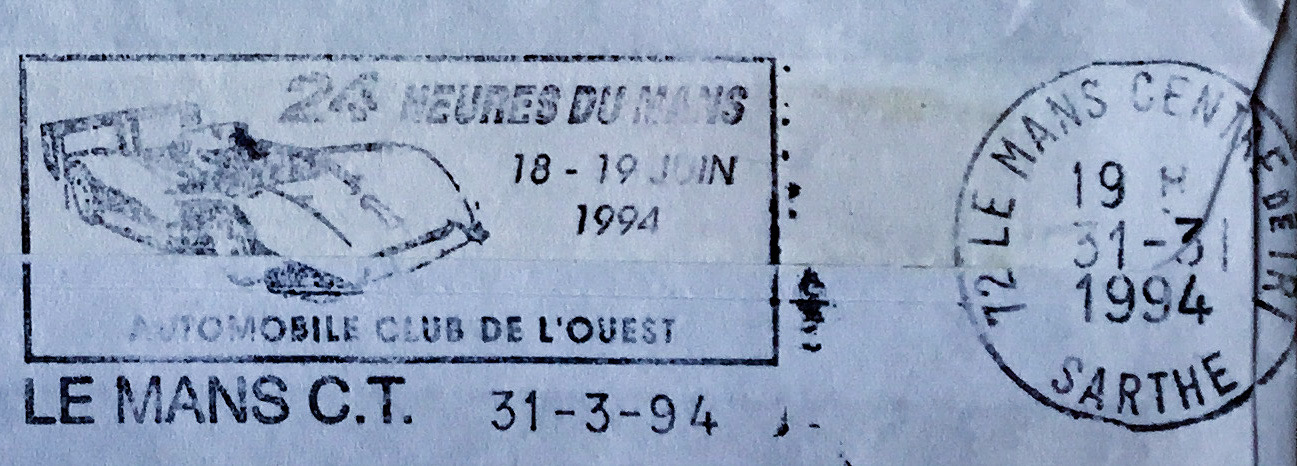 24 HEURES DU MANS
18 - 19 JUIN
1994
AUTOMOBILE CLUB DE L'OUEST
LE MANS C.T. 31-3-94
72 LE MANS CENTRE DE TRI
19 H
31-31
1994
SARTHE